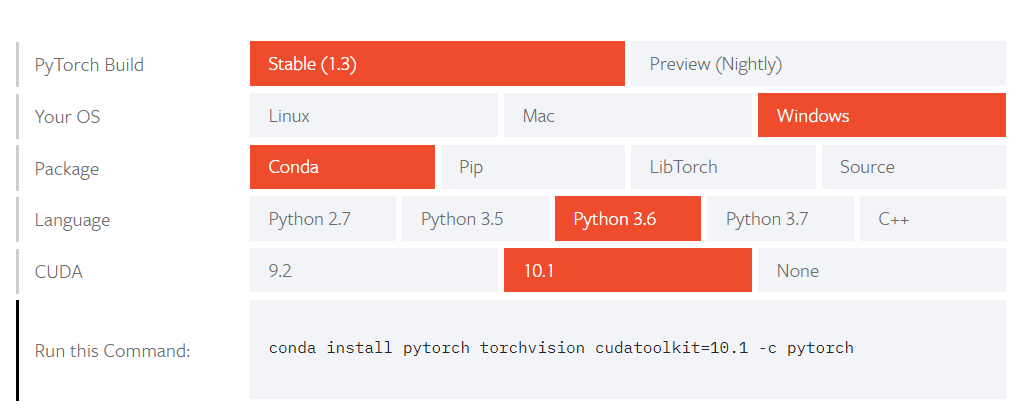 PyTorch Build Stable (1.3) Preview (Nightly)
Your OS Linux Mac Windows
Package Conda Pip LibTorch Source
Language Python 2.7 Python 3.5 Python 3.6 Python 3.7 C++
CUDA 9.2 10.1 None
Run this Command: conda install pytorch torchvision cudatoolkit=10.1 -c pytorch